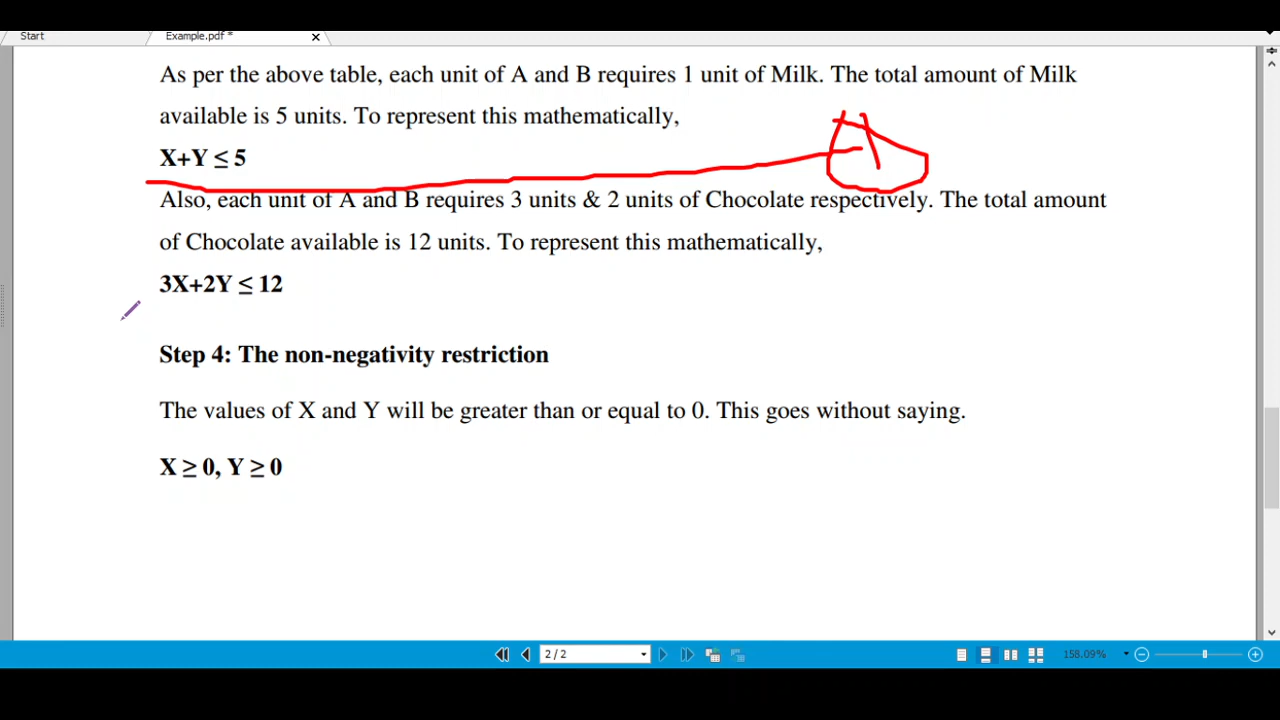 Start
Example.pdf *
As per the above table, each unit of A and B requires 1 unit of Milk. The total amount of Milk
available is 5 units. To represent this mathematically,
X+Y ≤ 5
Also, each unit of A and B requires 3 units & 2 units of Chocolate respectively. The total amount
of Chocolate available is 12 units. To represent this mathematically,
3X+2Y ≤ 12
Step 4: The non-negativity restriction
The values of X and Y will be greater than or equal to 0. This goes without saying.
X ≥ 0, Y ≥ 0
2 / 2
158.09%